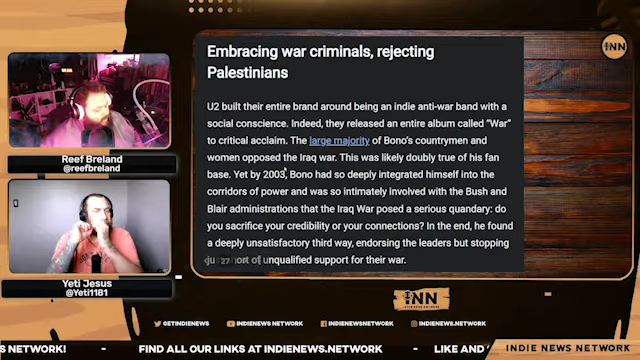 INN
Embracing war criminals, rejecting
Palestinians
U2 built their entire brand around being an indie anti-war band with a
social conscience. Indeed, they released an entire album called "War"
to critical acclaim. The large majority of Bono's countrymen and
women opposed the Iraq war. This was likely doubly true of his fan
base. Yet by 2003, Bono had so deeply integrated himself into the
corridors of power and was so intimately involved with the Bush and
Blair administrations that the Iraq War posed a serious quandary: do
you sacrifice your credibility or your connections? In the end, he found
a deeply unsatisfactory third way, endorsing the leaders but stopping
of unqualified support for their war.
27
Reef Breland
@reefbreland
Yeti Jesus
@Yeti1181
INN
INDIE NEWS NETWORK
@GETINDIENEWS
INDIENEWS NETWORK
INDIENEWS NETWORK
@INDIENEWS.NETWORK
S NETWORK! - FIND ALL OUR LINKS AT INDIENEWS.NETWORK - LIKE AND
INDIE NEWS NETWORK